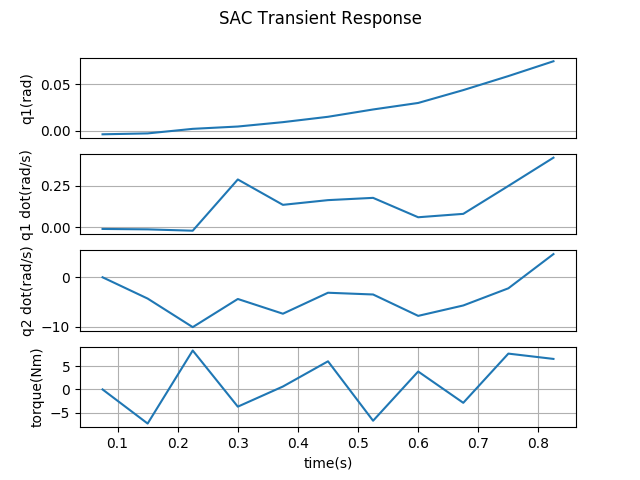 SAC Transient Response
0.05
0.00
q1(rad)
0.25
0.00
q1 dot(rad/s)
0
−10
q2 dot(rad/s)
5
0
−5
torque(Nm)
0.1 0.2 0.3 0.4 0.5 0.6 0.7 0.8
time(s)